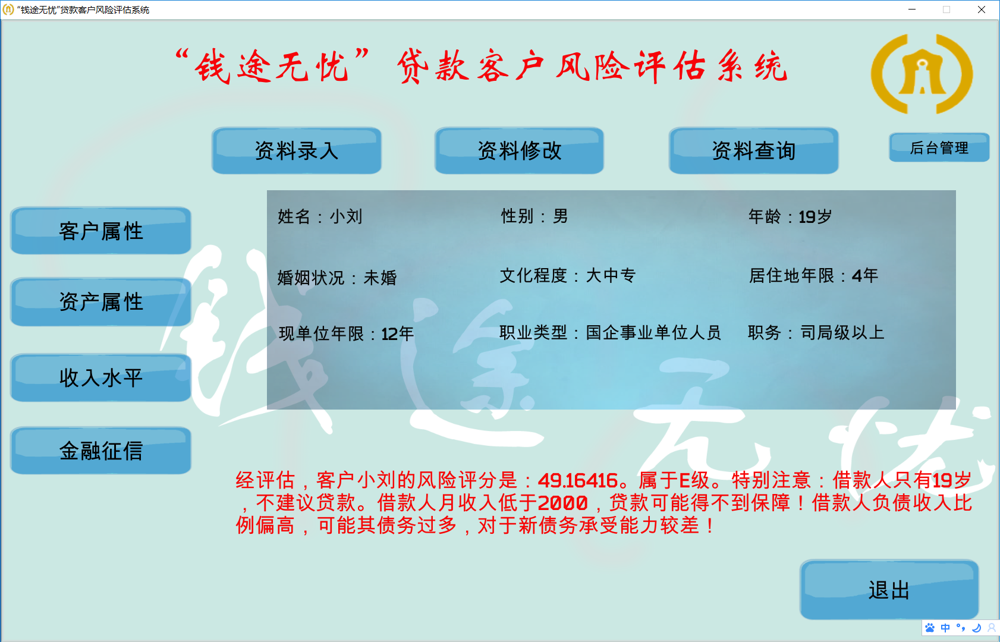 “钱途无忧”贷款客户风险评估系统
“钱途无忧”贷款客户风险评估系统
资料录入 资料修改 资料查询 后台管理
客户属性
资产属性
收入水平
金融征信
姓名：小刘 性别：男 年龄：19岁
婚姻状况：未婚 文化程度：大中专 居住地年限：4年
现单位年限：12年 职业类型：国企事业单位人员 职务：司局级以上
钱途无忧
经评估，客户小刘的风险评分是：49.16416。属于E级。特别注意：借款人只有19岁
，不建议贷款。借款人月收入低于2000，贷款可能得不到保障！借款人负债收入比
例偏高，可能其债务过多，对于新债务承受能力较差！
退出
中